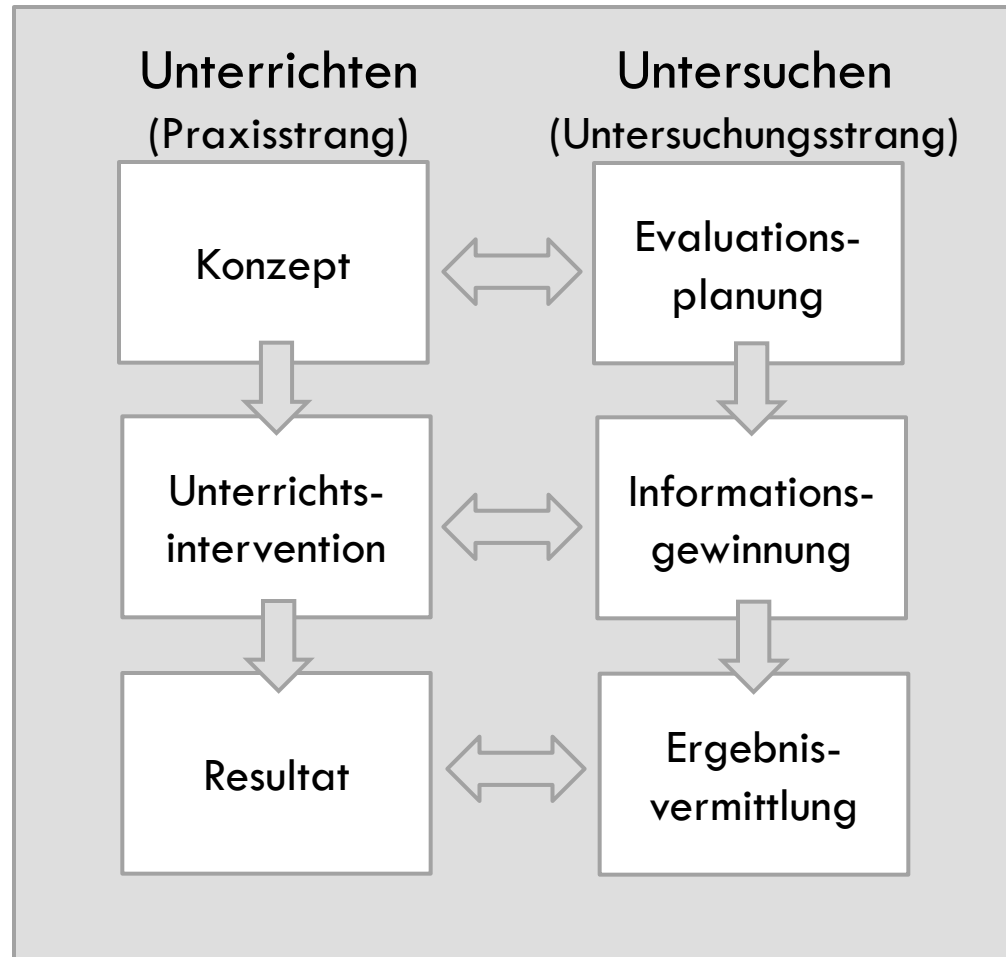 Unterrichten
(Praxisstrang)
Untersuchen
(Untersuchungsstrang)
Konzept
Evaluations-
planung
Unterrichts-
intervention
Informations-
gewinnung
Resultat
Ergebnis-
vermittlung